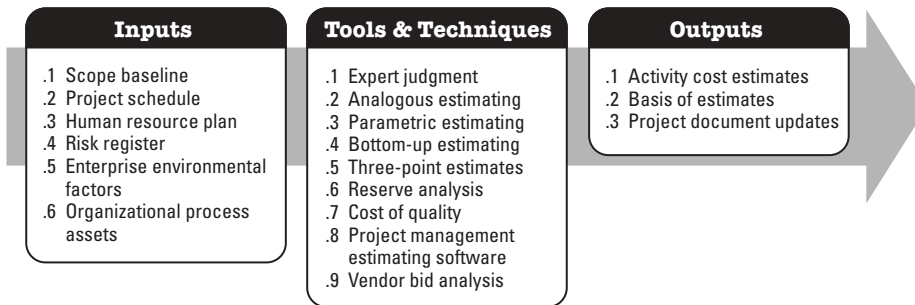 Inputs
.1 Scope baseline
.2 Project schedule
.3 Human resource plan
.4 Risk register
.5 Enterprise environmental
factors
.6 Organizational process
assets
Tools & Techniques
.1 Expert judgment
.2 Analogous estimating
.3 Parametric estimating
.4 Bottom-up estimating
.5 Three-point estimates
.6 Reserve analysis
.7 Cost of quality
.8 Project management
estimating software
.9 Vendor bid analysis
Outputs
.1 Activity cost estimates
.2 Basis of estimates
.3 Project document updates